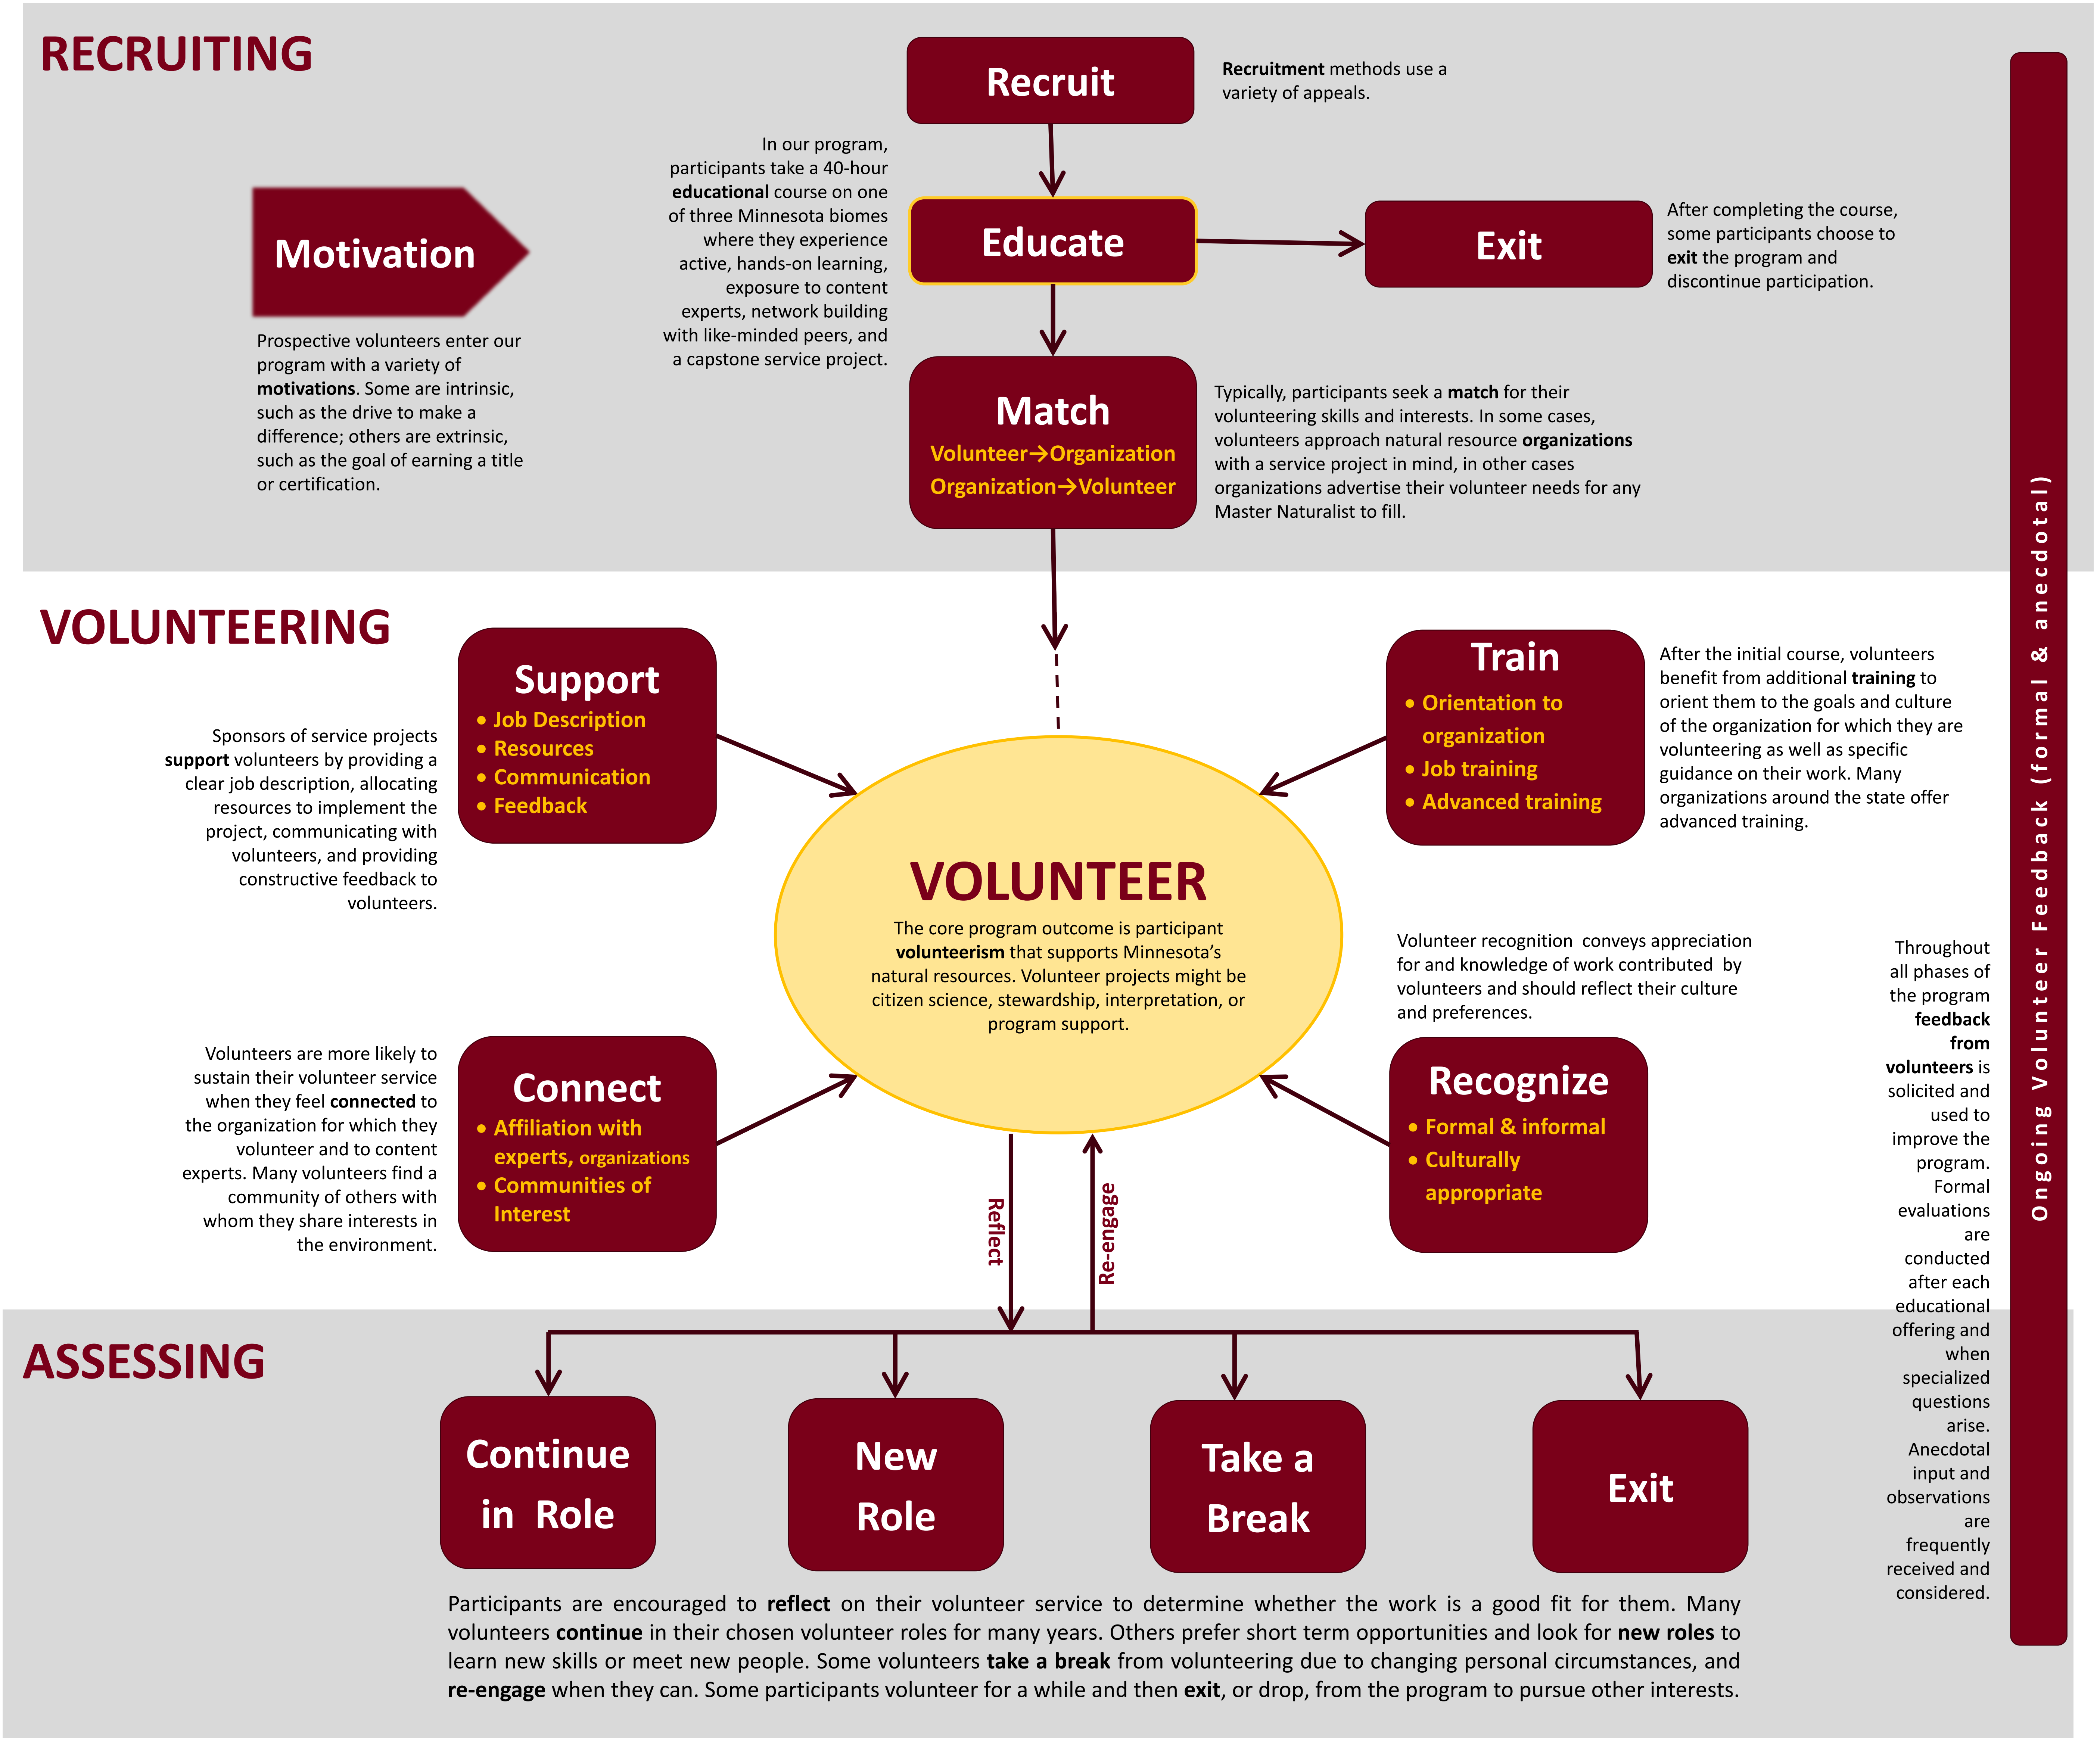 RECRUITING
Recruit
Recruitment methods use a
variety of appeals.
In our program,
participants take a 40-hour
educational course on one
of three Minnesota biomes
where they experience
active, hands-on learning,
exposure to content
experts, network building
with like-minded peers, and
a capstone service project.
Motivation
Prospective volunteers enter our
program with a variety of
motivations. Some are intrinsic,
such as the drive to make a
difference; others are extrinsic,
such as the goal of earning a title
or certification.
Educate
Exit
After completing the course,
some participants choose to
exit the program and
discontinue participation.
Match
Volunteer→Organization
Organization→Volunteer
Typically, participants seek a match for their
volunteering skills and interests. In some cases,
volunteers approach natural resource organizations
with a service project in mind, in other cases
organizations advertise their volunteer needs for any
Master Naturalist to fill.
VOLUNTEERING
Support
• Job Description
• Resources
• Communication
• Feedback
Sponsors of service projects
support volunteers by providing a
clear job description, allocating
resources to implement the
project, communicating with
volunteers, and providing
constructive feedback to
volunteers.
Train
• Orientation to
organization
• Job training
• Advanced training
After the initial course, volunteers
benefit from additional training to
orient them to the goals and culture
of the organization for which they are
volunteering as well as specific
guidance on their work. Many
organizations around the state offer
advanced training.
VOLUNTEER
The core program outcome is participant
volunteerism that supports Minnesota's
natural resources. Volunteer projects might be
citizen science, stewardship, interpretation, or
program support.
Volunteers are more likely to
sustain their volunteer service
when they feel connected to
the organization for which they
volunteer and to content
experts. Many volunteers find a
community of others with
whom they share interests in
the environment.
Connect
• Affiliation with
experts, organizations
• Communities of
Interest
Volunteer recognition conveys appreciation
for and knowledge of work contributed by
volunteers and should reflect their culture
and preferences.
Recognize
• Formal & informal
• Culturally
appropriate
Reflect
Re-engage
Throughout
all phases of
the program
feedback
from
volunteers is
solicited and
used to
improve the
program.
Formal
evaluations
are
conducted
after each
educational
offering and
when
specialized
questions
arise.
Anecdotal
input and
observations
are
frequently
received and
considered.
Ongoing Volunteer Feedback (formal & anecdotal)
ASSESSING
Continue
in Role
New
Role
Take a
Break
Exit
Participants are encouraged to reflect on their volunteer service to determine whether the work is a good fit for them. Many
volunteers continue in their chosen volunteer roles for many years. Others prefer short term opportunities and look for new roles to
learn new skills or meet new people. Some volunteers take a break from volunteering due to changing personal circumstances, and
re-engage when they can. Some participants volunteer for a while and then exit, or drop, from the program to pursue other interests.